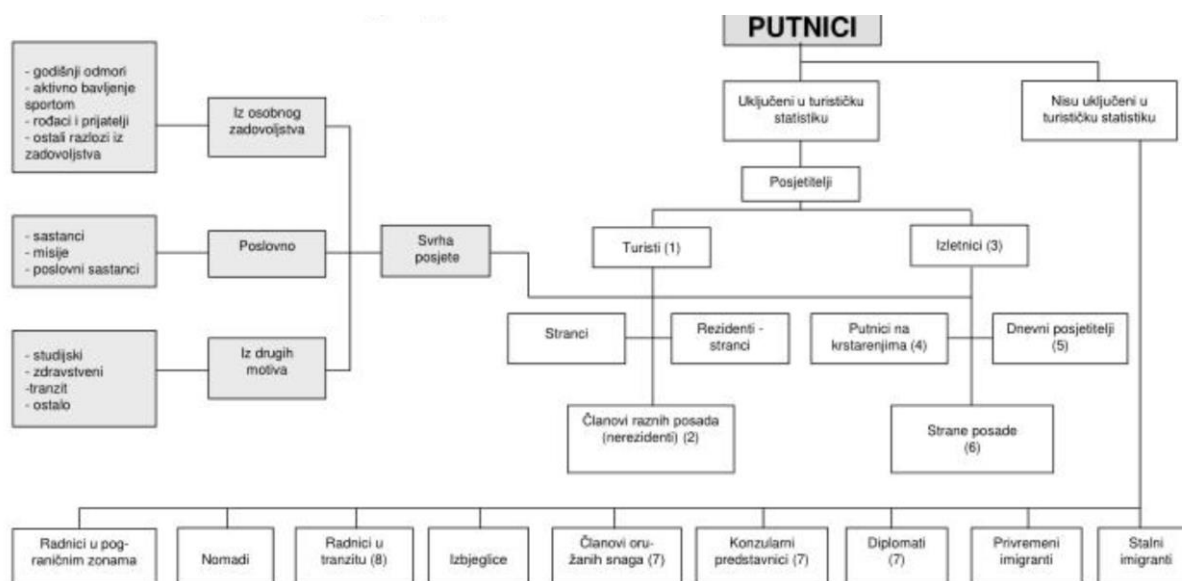 PUTNICI
- godišnji odmori
- aktivno bavljenje
sportom
- rođaci i prijatelji
- ostali razlozi iz
zadovoljstva
Iz osobnog
zadovoljstva
Uključeni u turističku
statistiku
Nisu uključeni u
turističku statistiku
Posjetitelji
- sastanci
- misije
- poslovni sastanci
Poslovno
Svrha
posjete
Turisti (1)
Izletnici (3)
Stranci
Rezidenti -
stranci
Putnici na
krstarenjima (4)
Dnevni posjetitelji
(5)
- studijski
- zdravstveni
-tranzit
- ostalo
Iz drugih
motiva
Članovi raznih posada
(nerezidenti) (2)
Strane posade
(6)
Radnici u pog-
raničnim zonama
Nomadi
Radnici u
tranzitu (8)
Izbjeglice
Članovi oru-
žanih snaga (7)
Konzularni
predstavnici (7)
Diplomati
(7)
Privremeni
imigranti
Stalni
imigranti